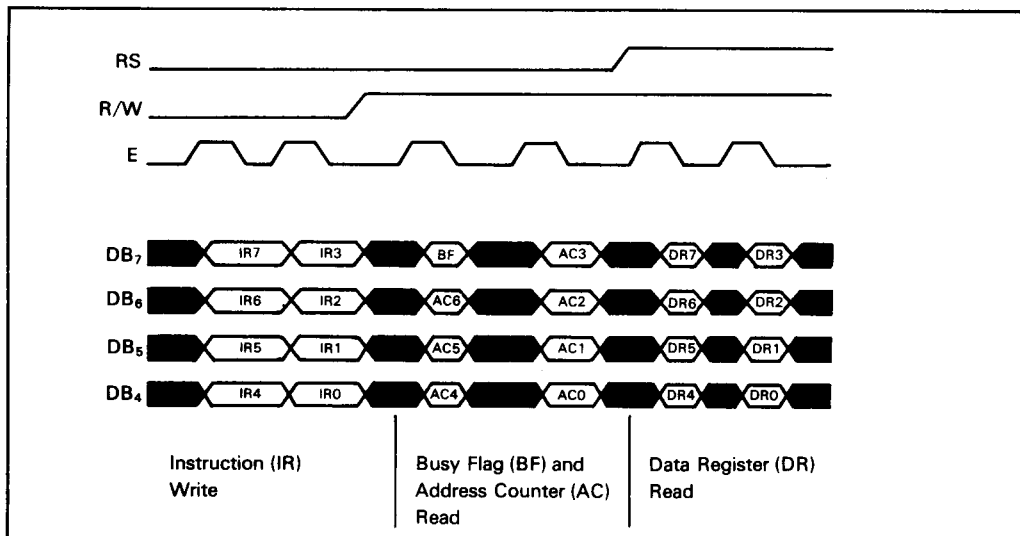 RS
R/W
E
DB₇ IR7 IR3 BF AC3 DR7 DR3
DB₆ IR6 IR2 AC6 AC2 DR6 DR2
DB₅ IR5 IR1 AC5 AC1 DR5 DR1
DB₄ IR4 IR0 AC4 AC0 DR4 DR0
Instruction (IR)
Write
Busy Flag (BF) and
Address Counter (AC)
Read
Data Register (DR)
Read